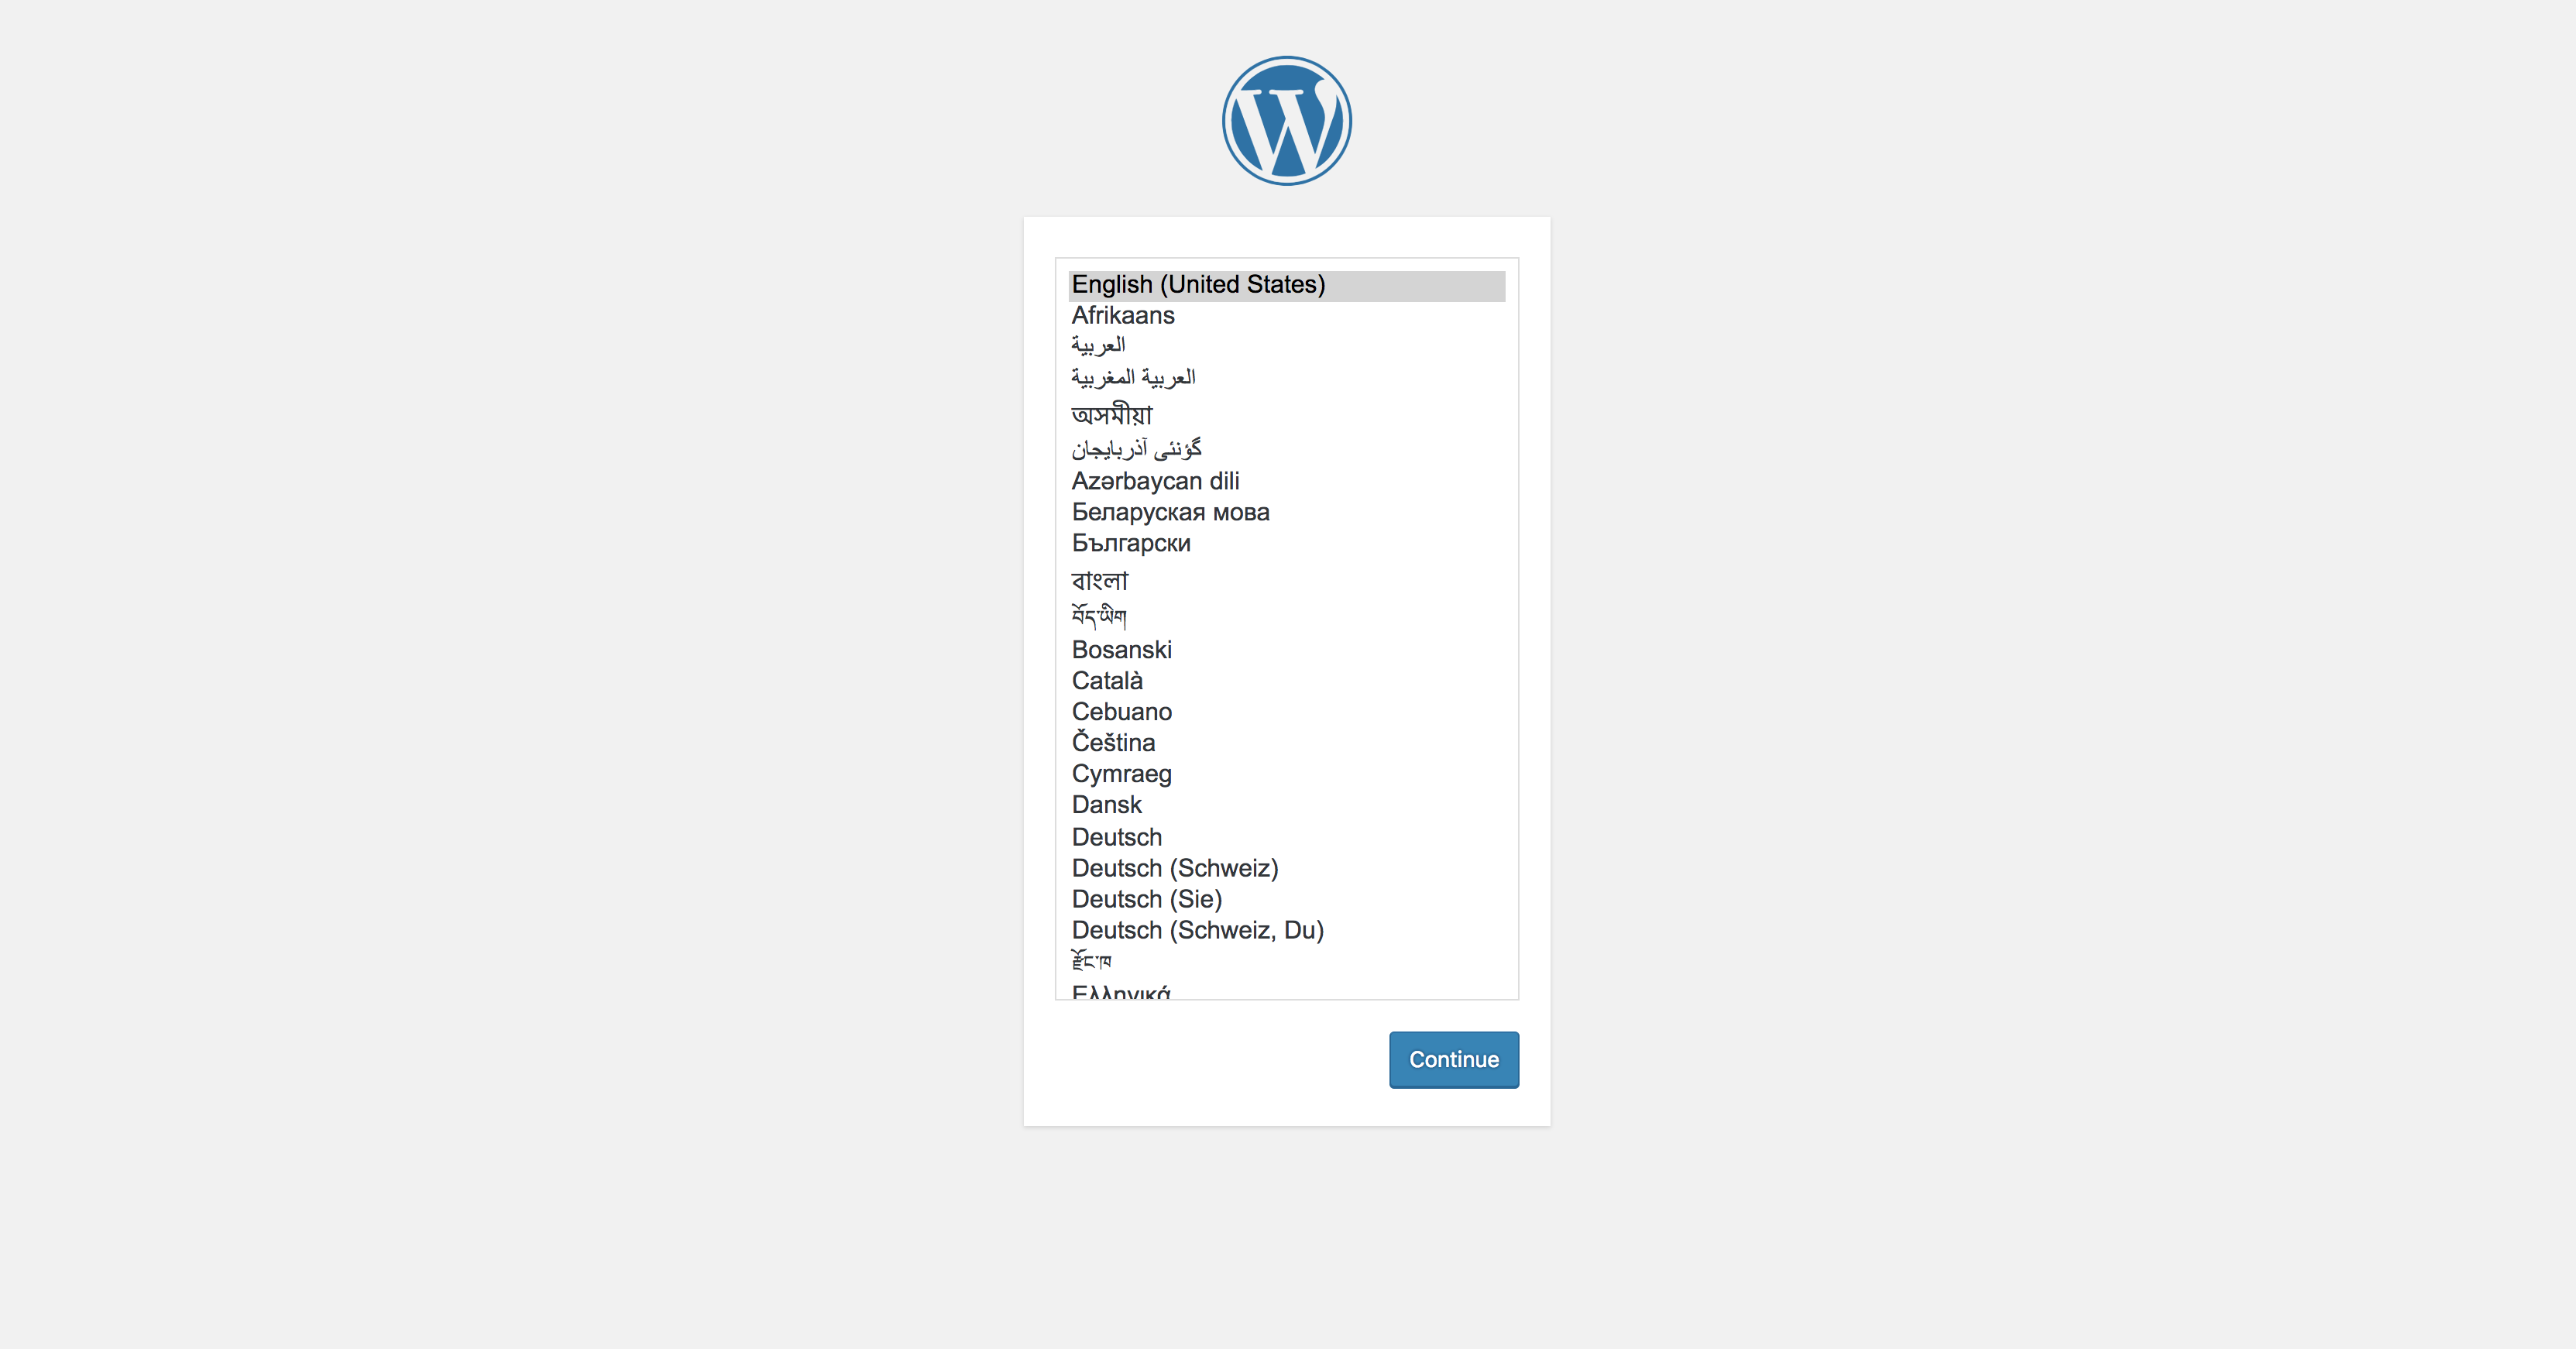 English (United States)
Afrikaans
العربية
العربية المغربية
অসমীয়া
گؤنئی آذربایجان
Azərbaycan dili
Беларуская мова
Български
বাংলা
བོད་ཡིག
Bosanski
Català
Cebuano
Čeština
Cymraeg
Dansk
Deutsch
Deutsch (Schweiz)
Deutsch (Sie)
Deutsch (Schweiz, Du)
རྫོང་ཁ
Ελληνικά
Continue